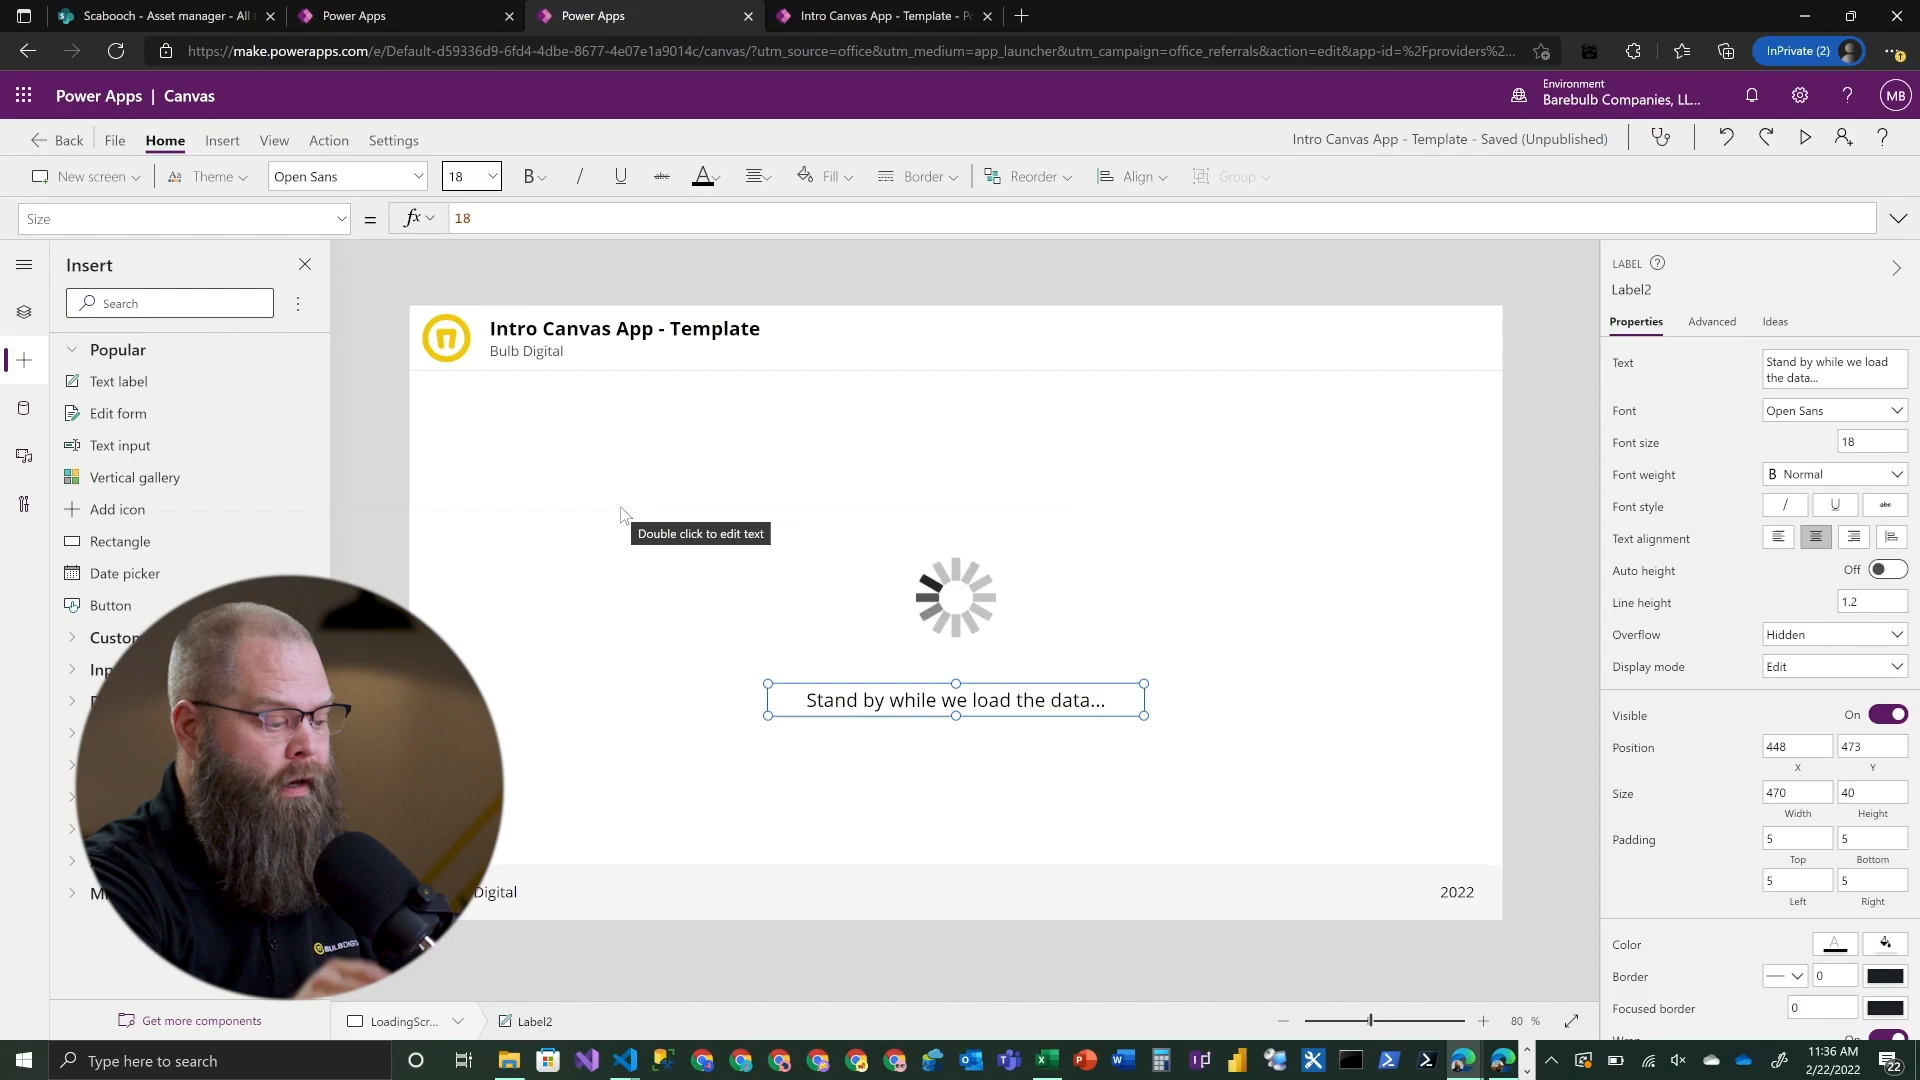 Scabooch - Asset manager - All
Power Apps
Power Apps
Intro Canvas App - Template - P
https://make.powerapps.com/e/Default-d59336d9-6fd4-4dbe-8677-4e07e1a9014c/canvas/?utm_source=office&utm_medium=app_launcher&utm_campaign=office_referrals&action=edit&app-id=%2Fproviders%2...
InPrivate (2)
Power Apps | Canvas
Environment
Barebulb Companies, LL...
MB
Back
File
Home
Insert
View
Action
Settings
Intro Canvas App - Template - Saved (Unpublished)
New screen
Theme
Open Sans
18
B
Fill
Border
Reorder
Align
Group
Size
=
fx
18
Insert
Search
Popular
Text label
Edit form
Text input
Vertical gallery
Add icon
Rectangle
Date picker
Button
Custom
Inp
Get more components
Intro Canvas App - Template
Bulb Digital
Double click to edit text
Stand by while we load the data...
Digital
2022
BULBDIGIT
LoadingScr...
Label2
80 %
LABEL
Label2
Properties
Advanced
Ideas
Text
Stand by while we load
the data...
Font
Open Sans
Font size
18
Font weight
B Normal
Font style
/
U
abc
Text alignment
Auto height
Off
Line height
1.2
Overflow
Hidden
Display mode
Edit
Visible
On
Position
448
473
X
Y
Size
470
40
Width
Height
Padding
5
5
Top
Bottom
5
5
Left
Right
Color
A
Border
0
Focused border
0
Type here to search
11:36 AM
2/22/2022
22